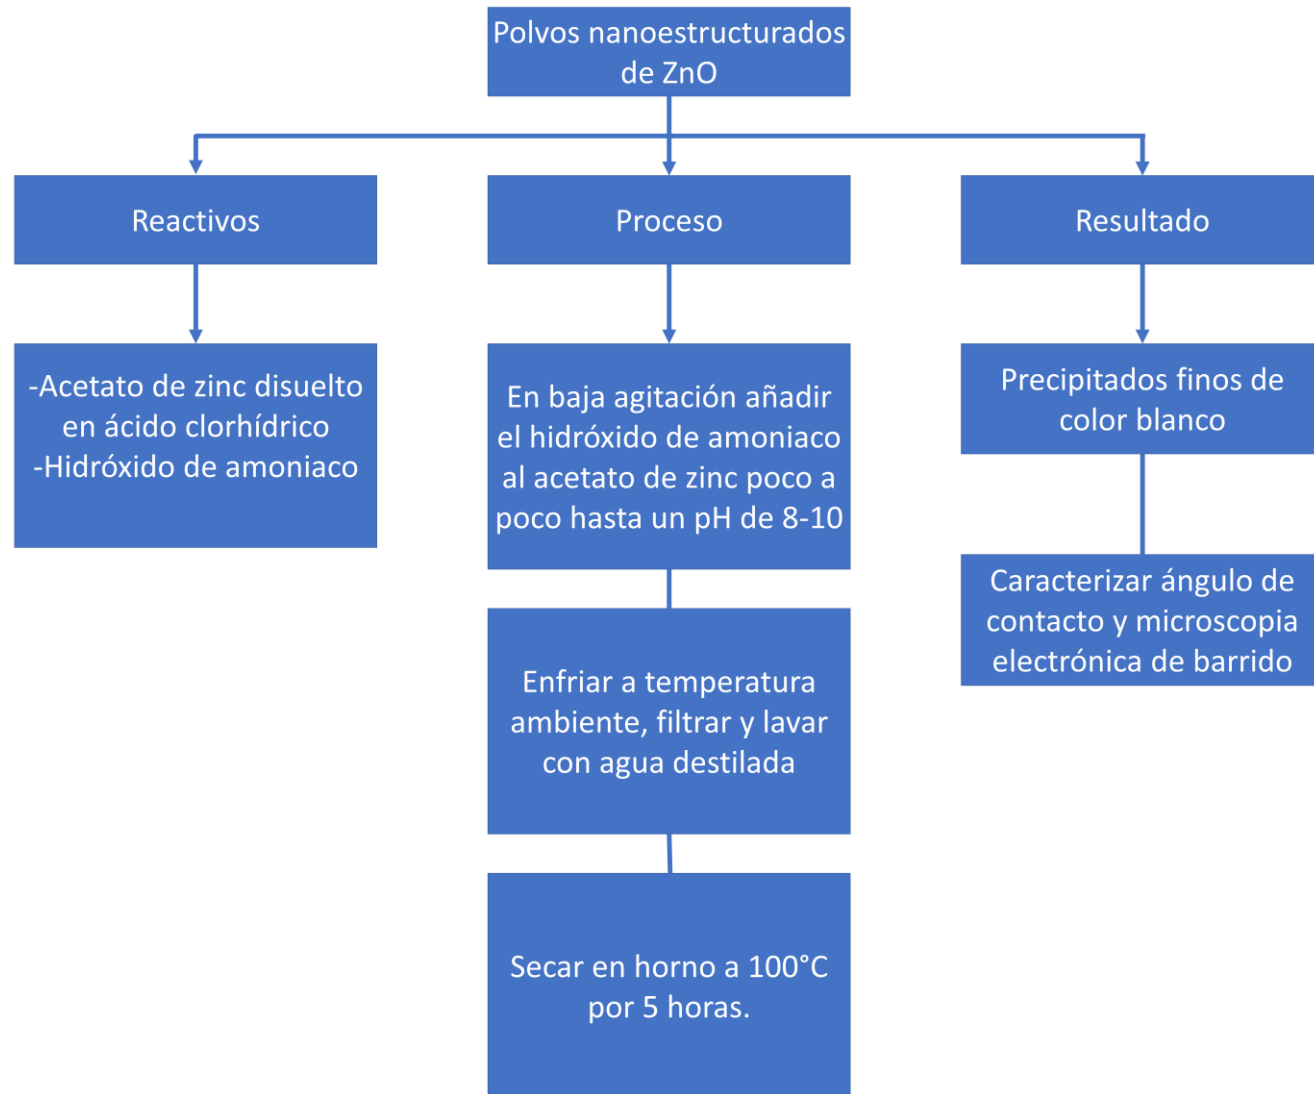 Polvos nanoestructurados
de ZnO
Reactivos
Proceso
Resultado
-Acetato de zinc disuelto
en ácido clorhídrico
-Hidróxido de amoniaco
En baja agitación añadir
el hidróxido de amoniaco
al acetato de zinc poco a
poco hasta un pH de 8-10
Enfriar a temperatura
ambiente, filtrar y lavar
con agua destilada
Secar en horno a 100°C
por 5 horas.
Precipitados finos de
color blanco
Caracterizar ángulo de
contacto y microscopia
electrónica de barrido